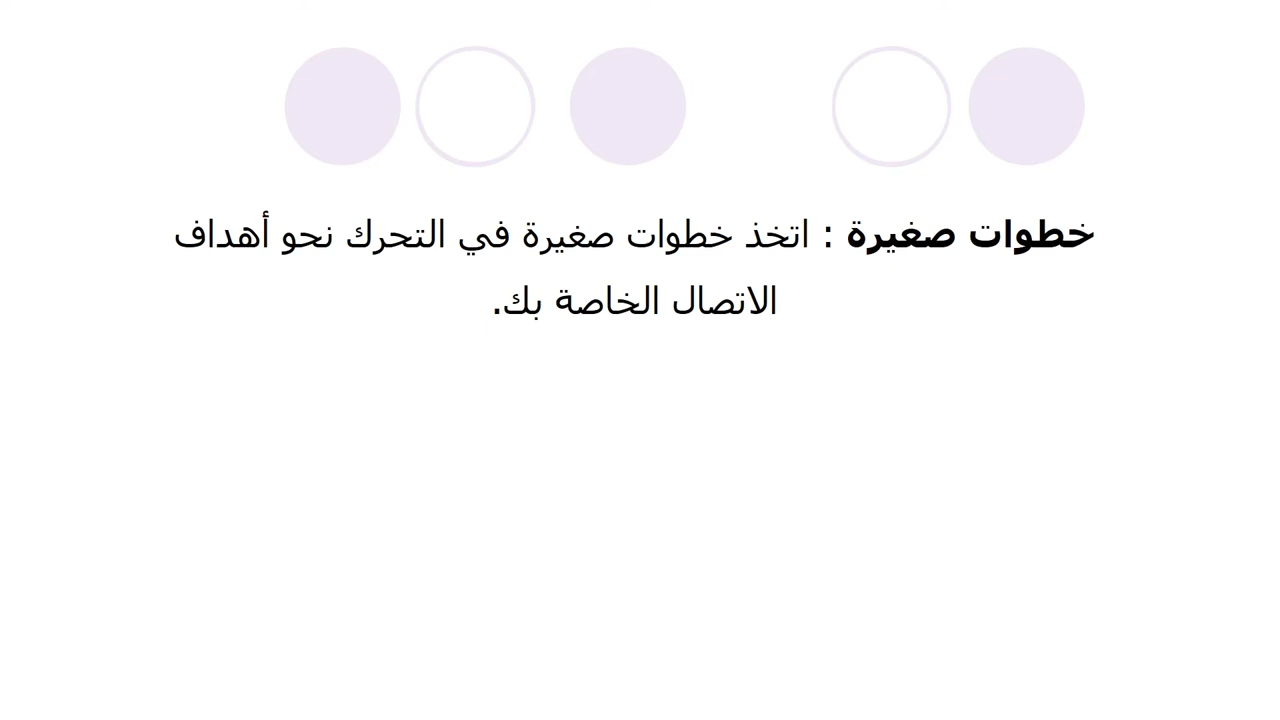 خطوات صغيرة : اتخذ خطوات صغيرة في التحرك نحو أهداف
الاتصال الخاصة بك.